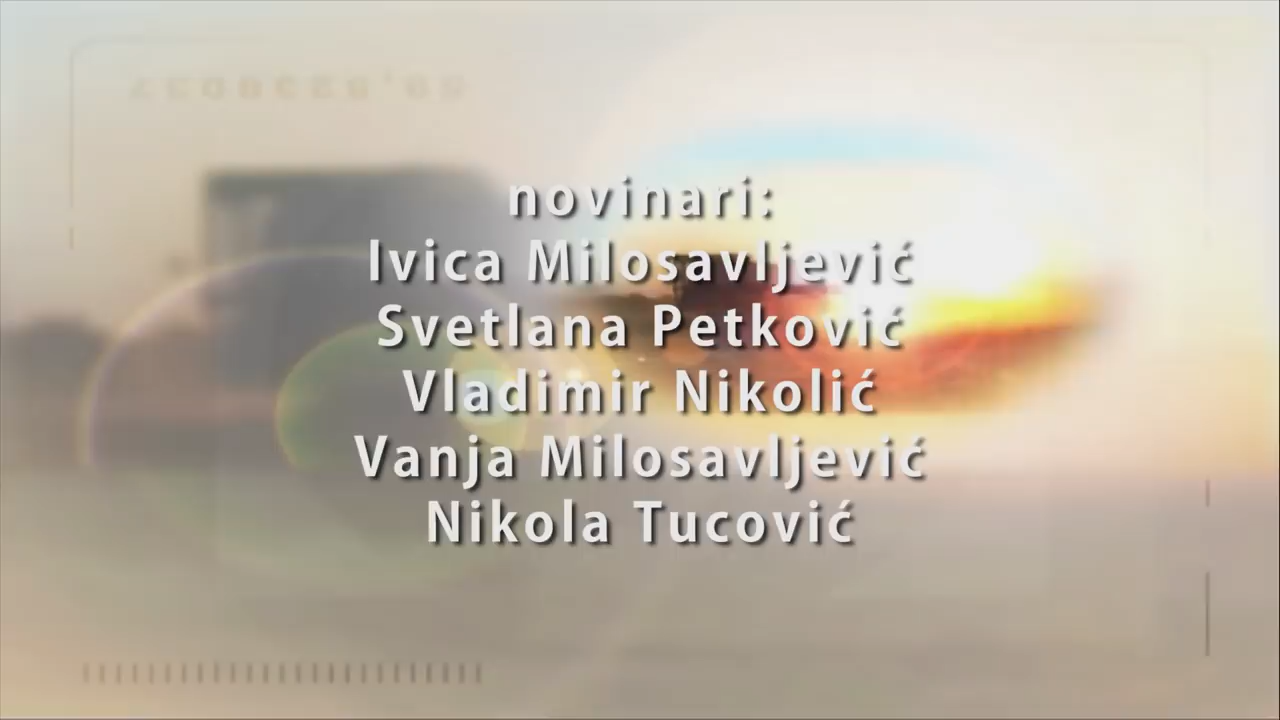 novinari:
Ivica Milosavljević
Svetlana Petković
Vladimir Nikolić
Vanja Milosavljević
Nikola Tucović